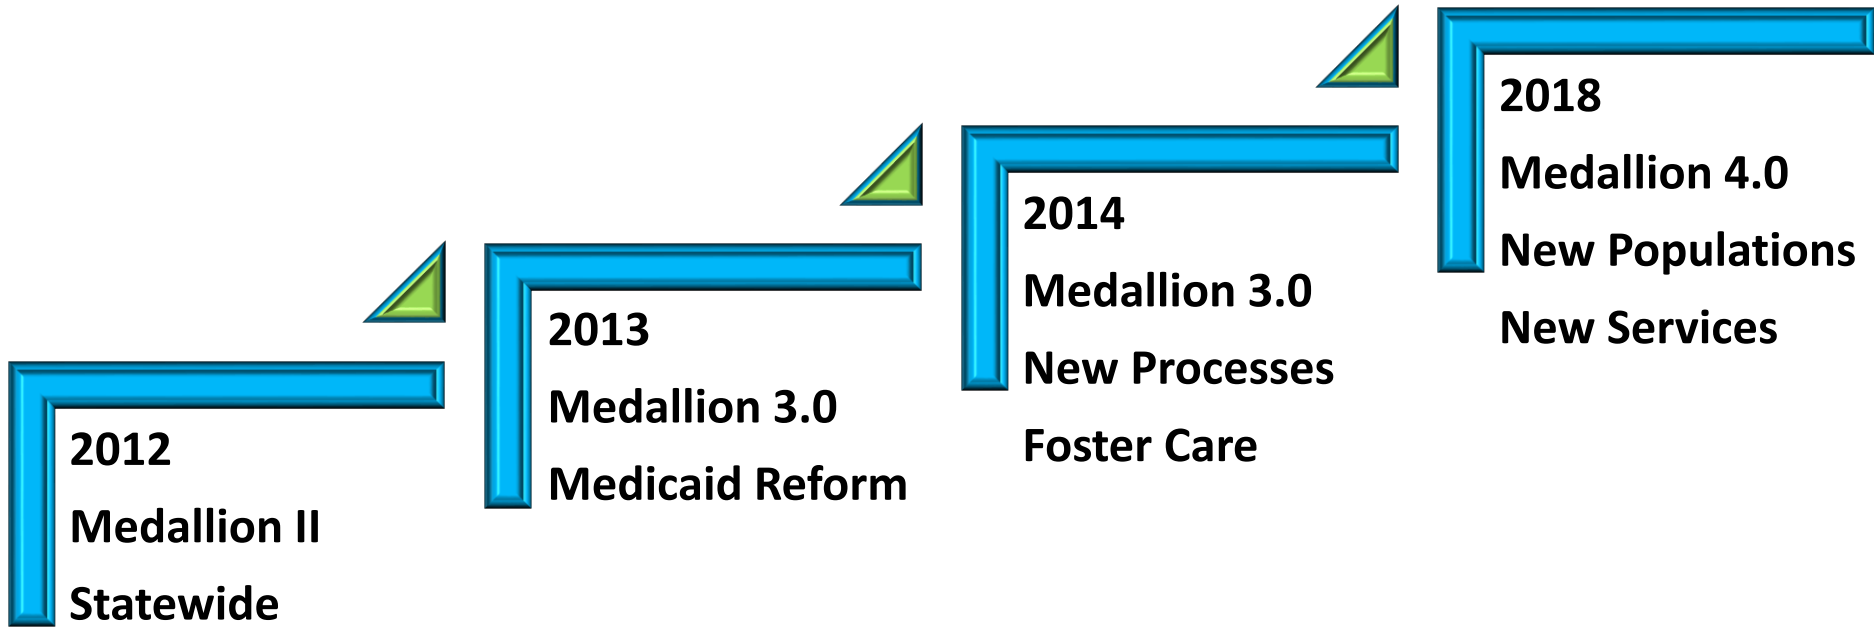 2012
Medallion II
Statewide
2013
Medallion 3.0
Medicaid Reform
2014
Medallion 3.0
New Processes
Foster Care
2018
Medallion 4.0
New Populations
New Services